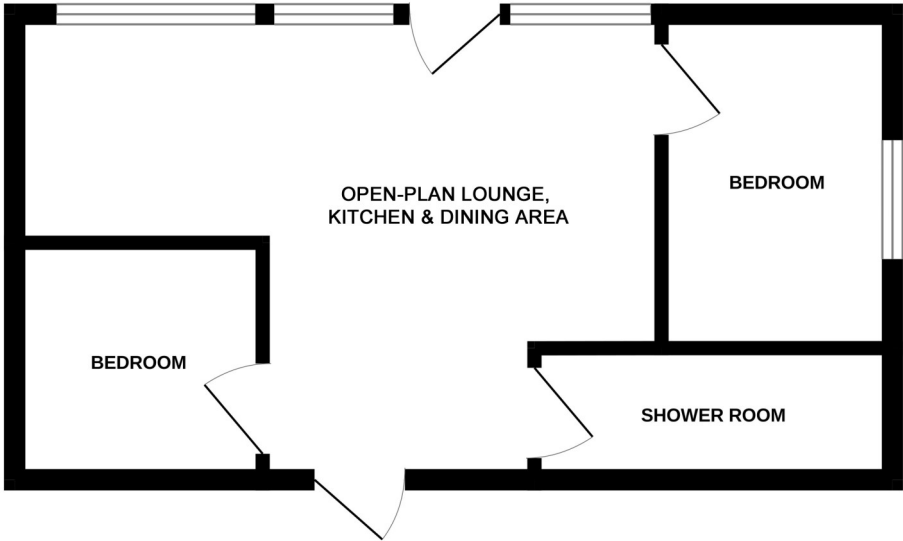 OPEN-PLAN LOUNGE,
KITCHEN & DINING AREA
BEDROOM
BEDROOM
SHOWER ROOM